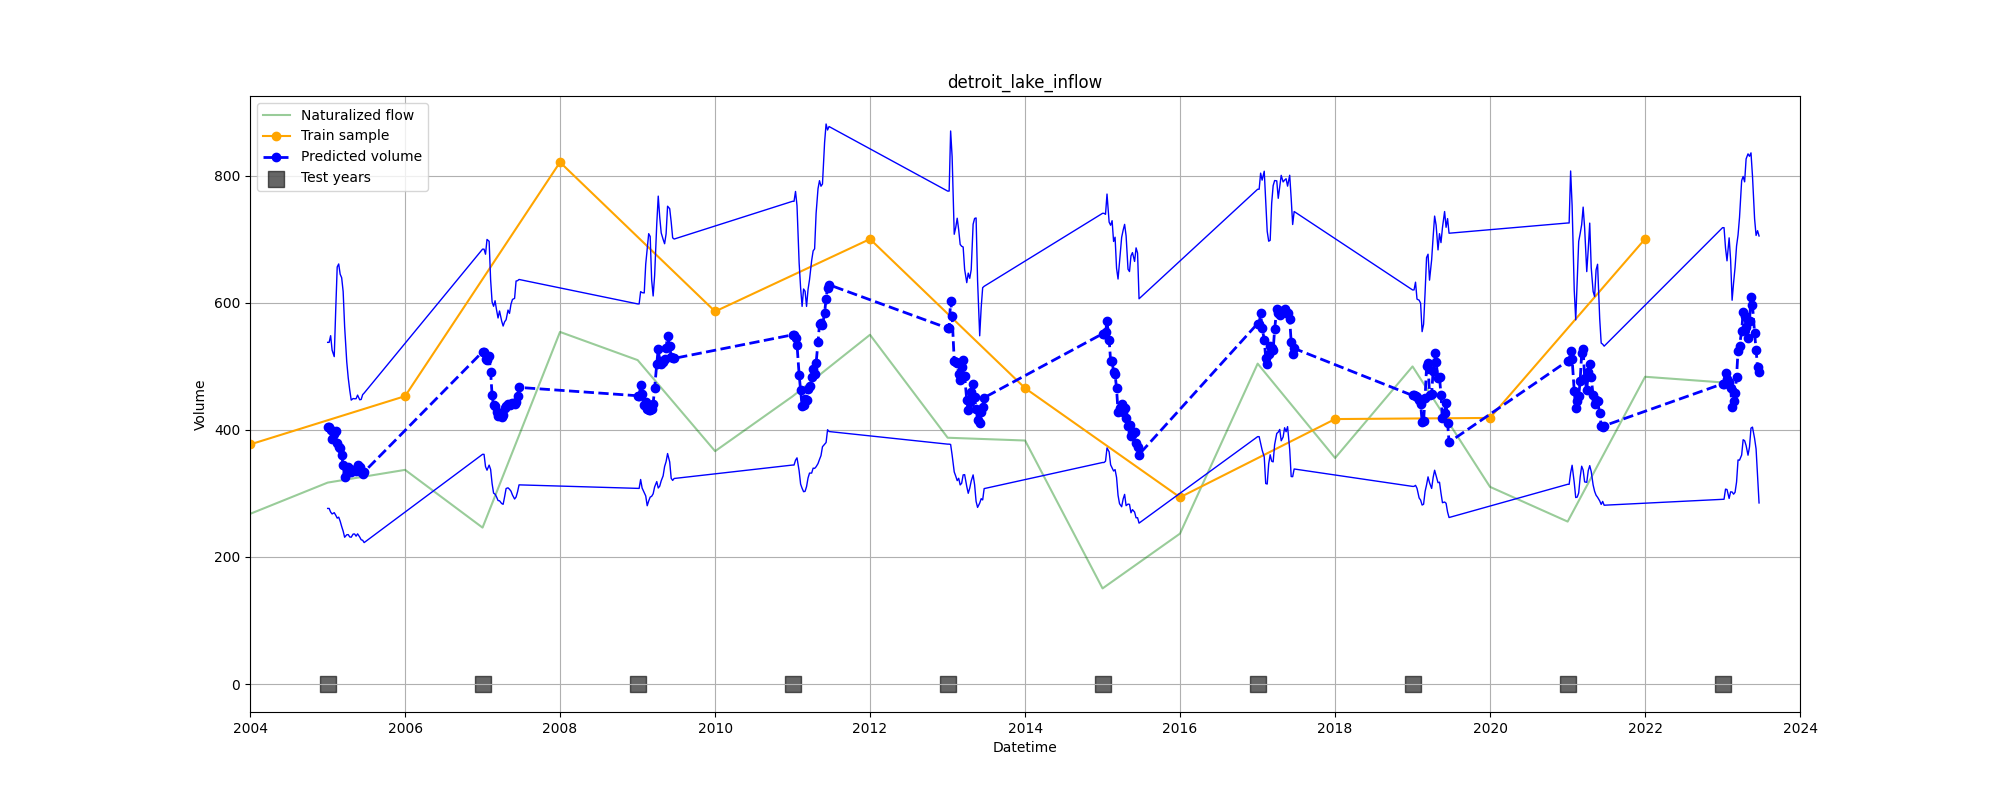 detroit_lake_inflow
Naturalized flow
Train sample
Predicted volume
Test years
Volume
800
600
400
200
0
2004 2006 2008 2010 2012 2014 2016 2018 2020 2022 2024
Datetime